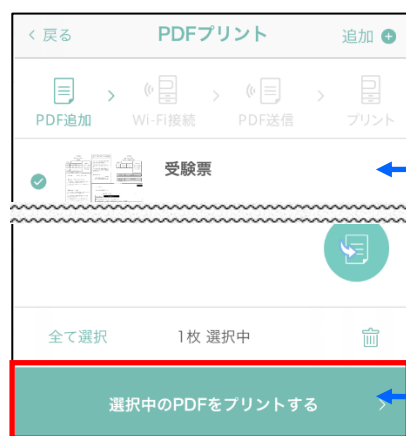 く 戻る PDFプリント 追加
PDF追加 > Wi-Fi接続 > PDF送信 > プリント
受験票
全て選択 1枚 選択中
選択中のPDFをプリントする >